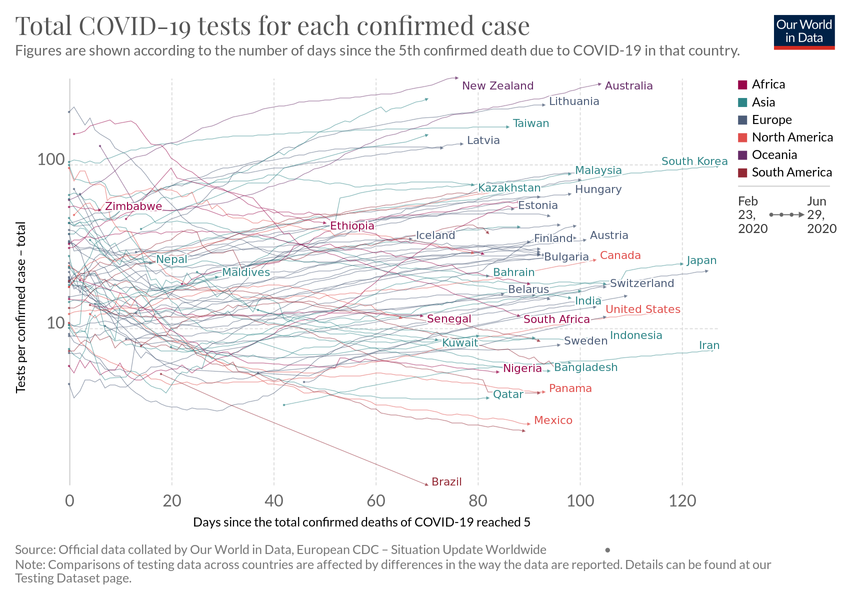 Total COVID-19 tests for each confirmed case
Our World
in Data
Figures are shown according to the number of days since the 5th confirmed death due to COVID-19 in that country.
New Zealand
Australia
Africa
Lithuania
Asia
Taiwan
Europe
Latvia
North America
Oceania
South America
100
South Korea
Malaysia
Kazakhstan
Hungary
Zimbabwe
Estonia
Feb
23,
2020
Jun
29,
2020
Ethiopia
Iceland
Finland
Austria
Nepal
Bulgaria
Canada
Japan
Maldives
Bahrain
Belarus
Switzerland
India
United States
10
Senegal
South Africa
Kuwait
Sweden
Indonesia
Iran
Nigeria
Bangladesh
Qatar
Panama
Mexico
Brazil
Tests per confirmed case – total
0
20
40
60
80
100
120
Days since the total confirmed deaths of COVID-19 reached 5
Source: Official data collated by Our World in Data, European CDC – Situation Update Worldwide
Note: Comparisons of testing data across countries are affected by differences in the way the data are reported. Details can be found at our
Testing Dataset page.